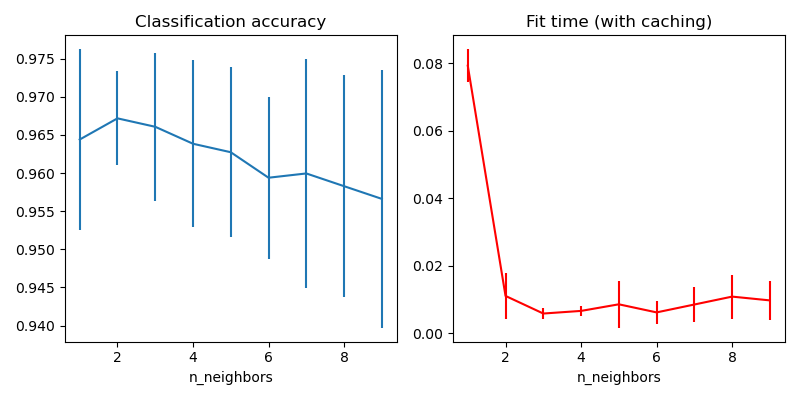 Classification accuracy
0.975
0.970
0.965
0.960
0.955
0.950
0.945
0.940
2 4 6 8
n_neighbors
Fit time (with caching)
0.08
0.06
0.04
0.02
0.00
2 4 6 8
n_neighbors